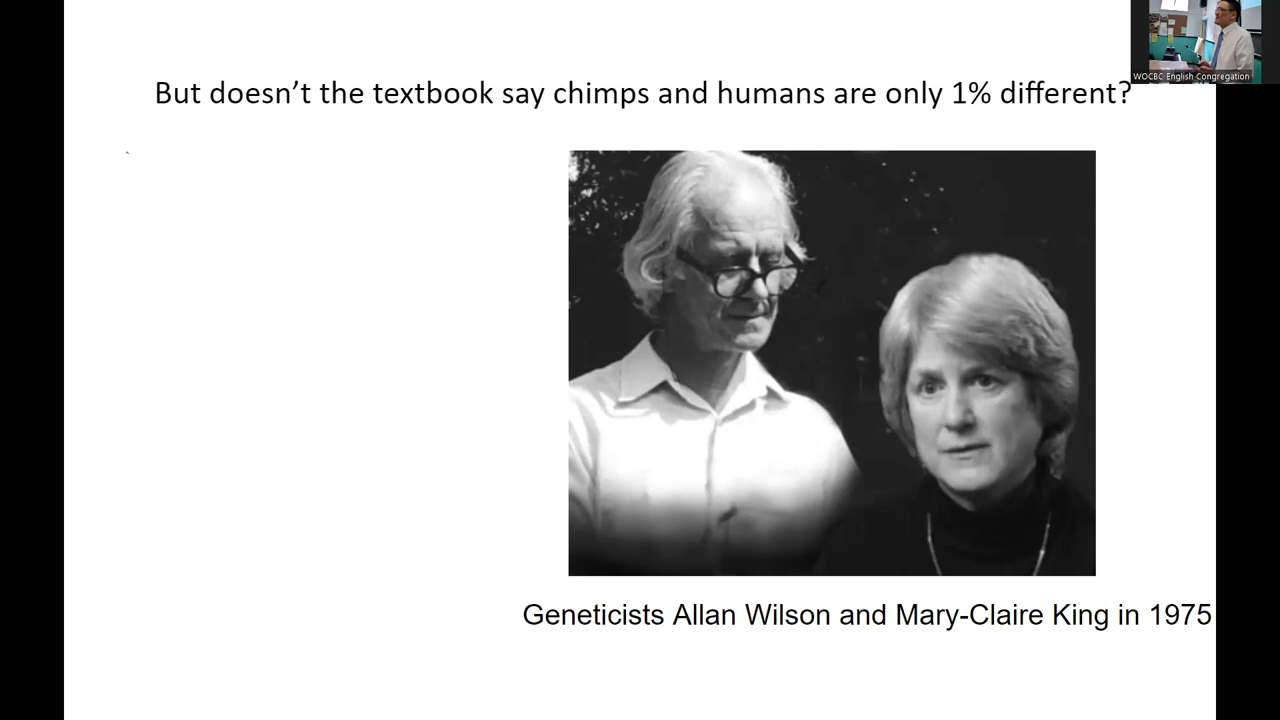 WOCBC English Congregation
But doesn’t the textbook say chimps and humans are only 1% different?
Geneticists Allan Wilson and Mary-Claire King in 1975